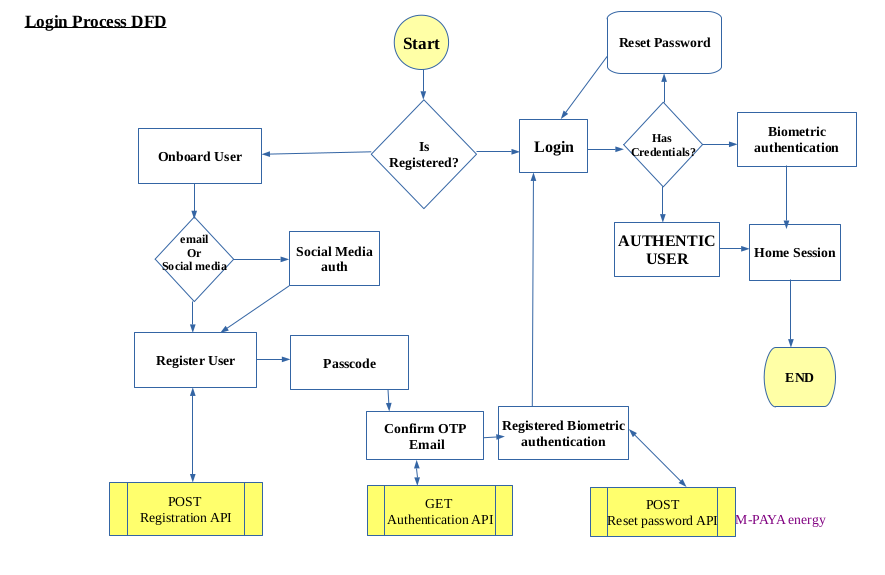 Login Process DFD
Start
Reset Password
Is
Registered?
Login
Has
Credentials?
Biometric
authentication
Onboard User
email
Or
Social media
Social Media
auth
AUTHENTIC
USER
Home Session
Register User
Passcode
END
Confirm OTP
Email
Registered Biometric
authentication
POST
Registration API
GET
Authentication API
POST
Reset password API
M-PAYA energy